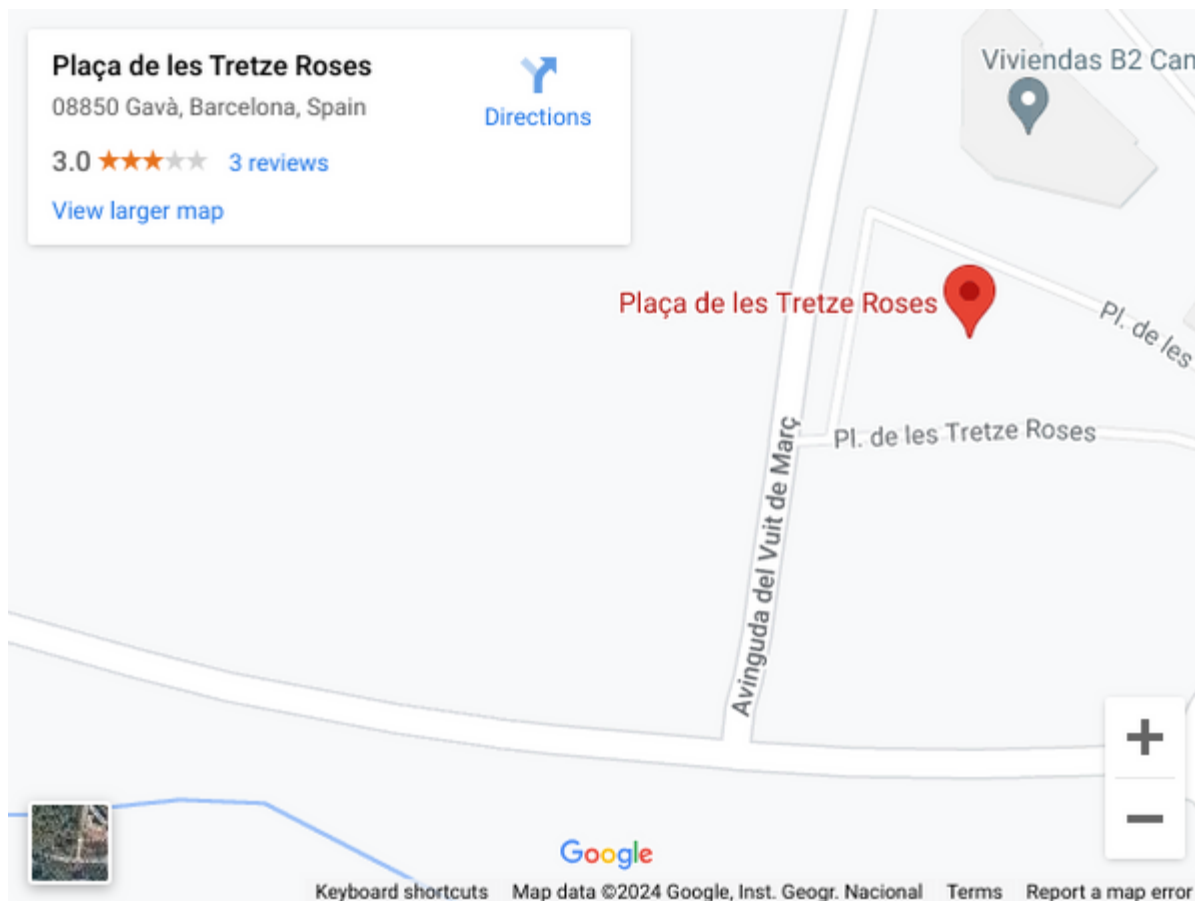 Plaça de les Tretze Roses
08850 Gavà, Barcelona, Spain
Directions
3.0
3 reviews
View larger map
Viviendas B2 Can
Plaça de les Tretze Roses
Pl. de les
Pl. de les Tretze Roses
Avinguda del Vuit de Març
Google
Keyboard shortcuts Map data ©2024 Google, Inst. Geogr. Nacional Terms Report a map error